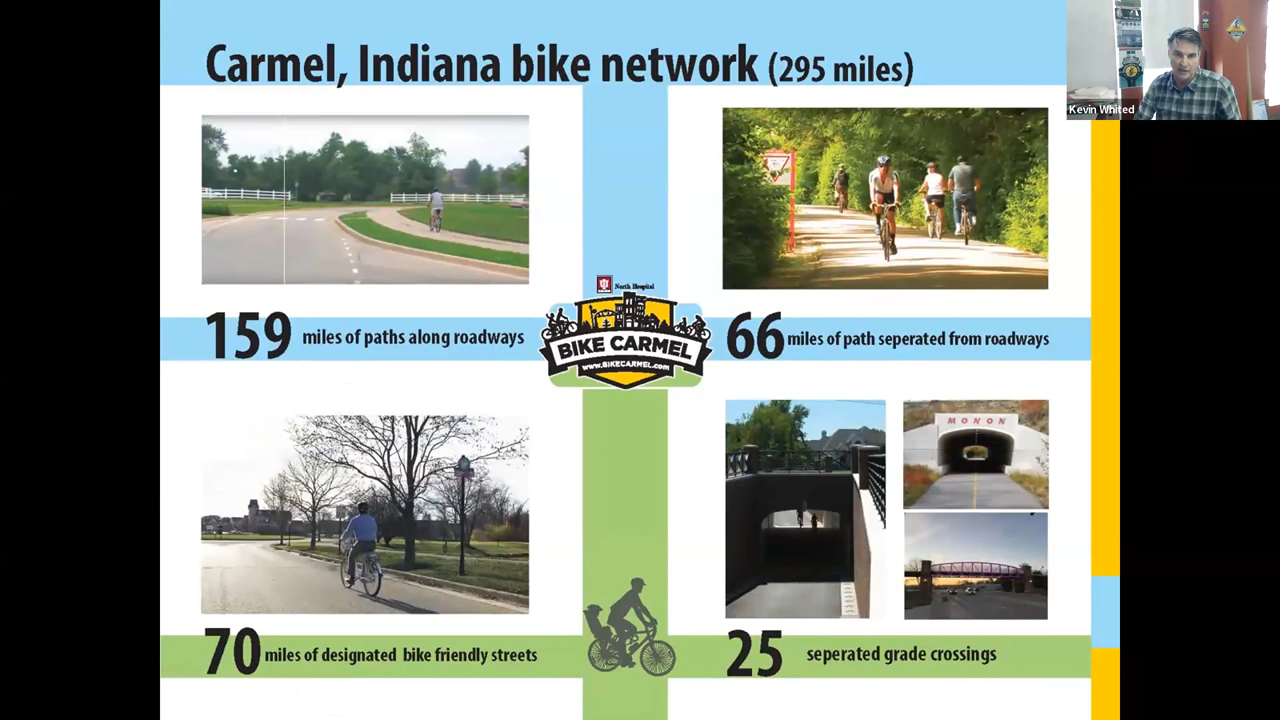 Carmel, Indiana bike network (295 miles)
Kevin Whited
159 miles of paths along roadways
North Hospital
BIKE CARMEL
www.BIKECARMEL.com
66 miles of path seperated from roadways
MONON
70 miles of designated bike friendly streets
25 seperated grade crossings